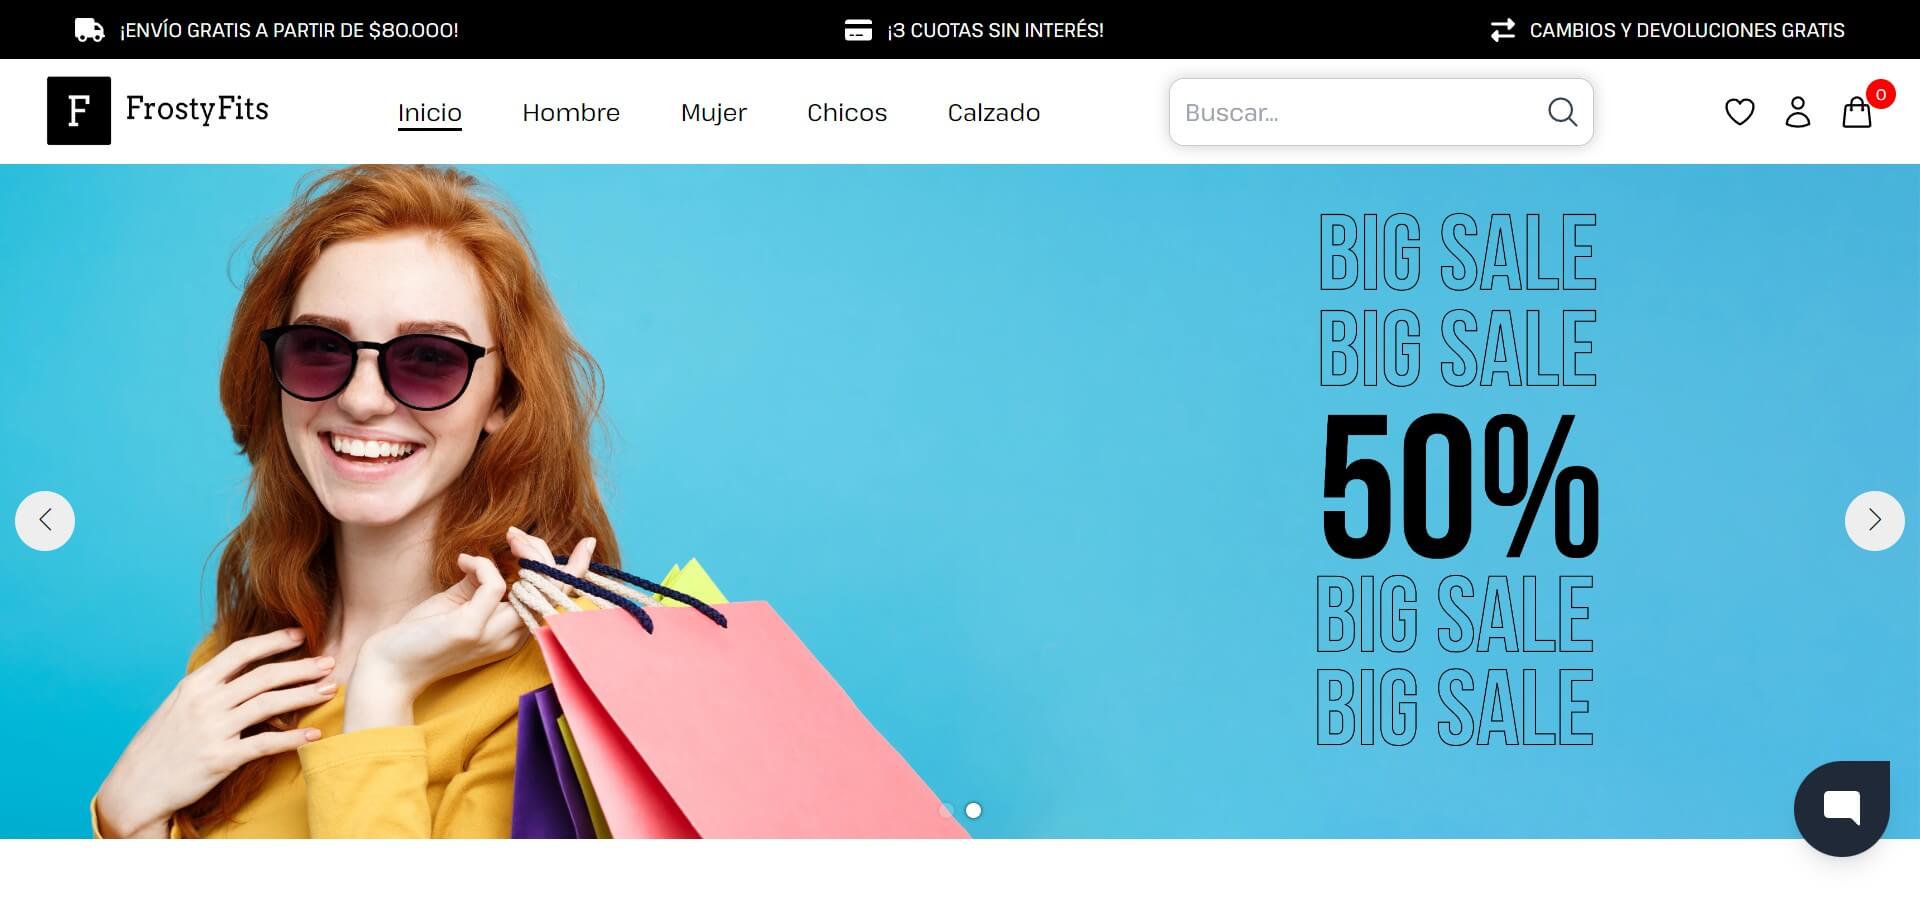 ¡ENVÍO GRATIS A PARTIR DE $80.000!
¡3 CUOTAS SIN INTERÉS!
CAMBIOS Y DEVOLUCIONES GRATIS
F FrostyFits
Inicio Hombre Mujer Chicos Calzado
Buscar...
0
BIG SALE
BIG SALE
50%
BIG SALE
BIG SALE